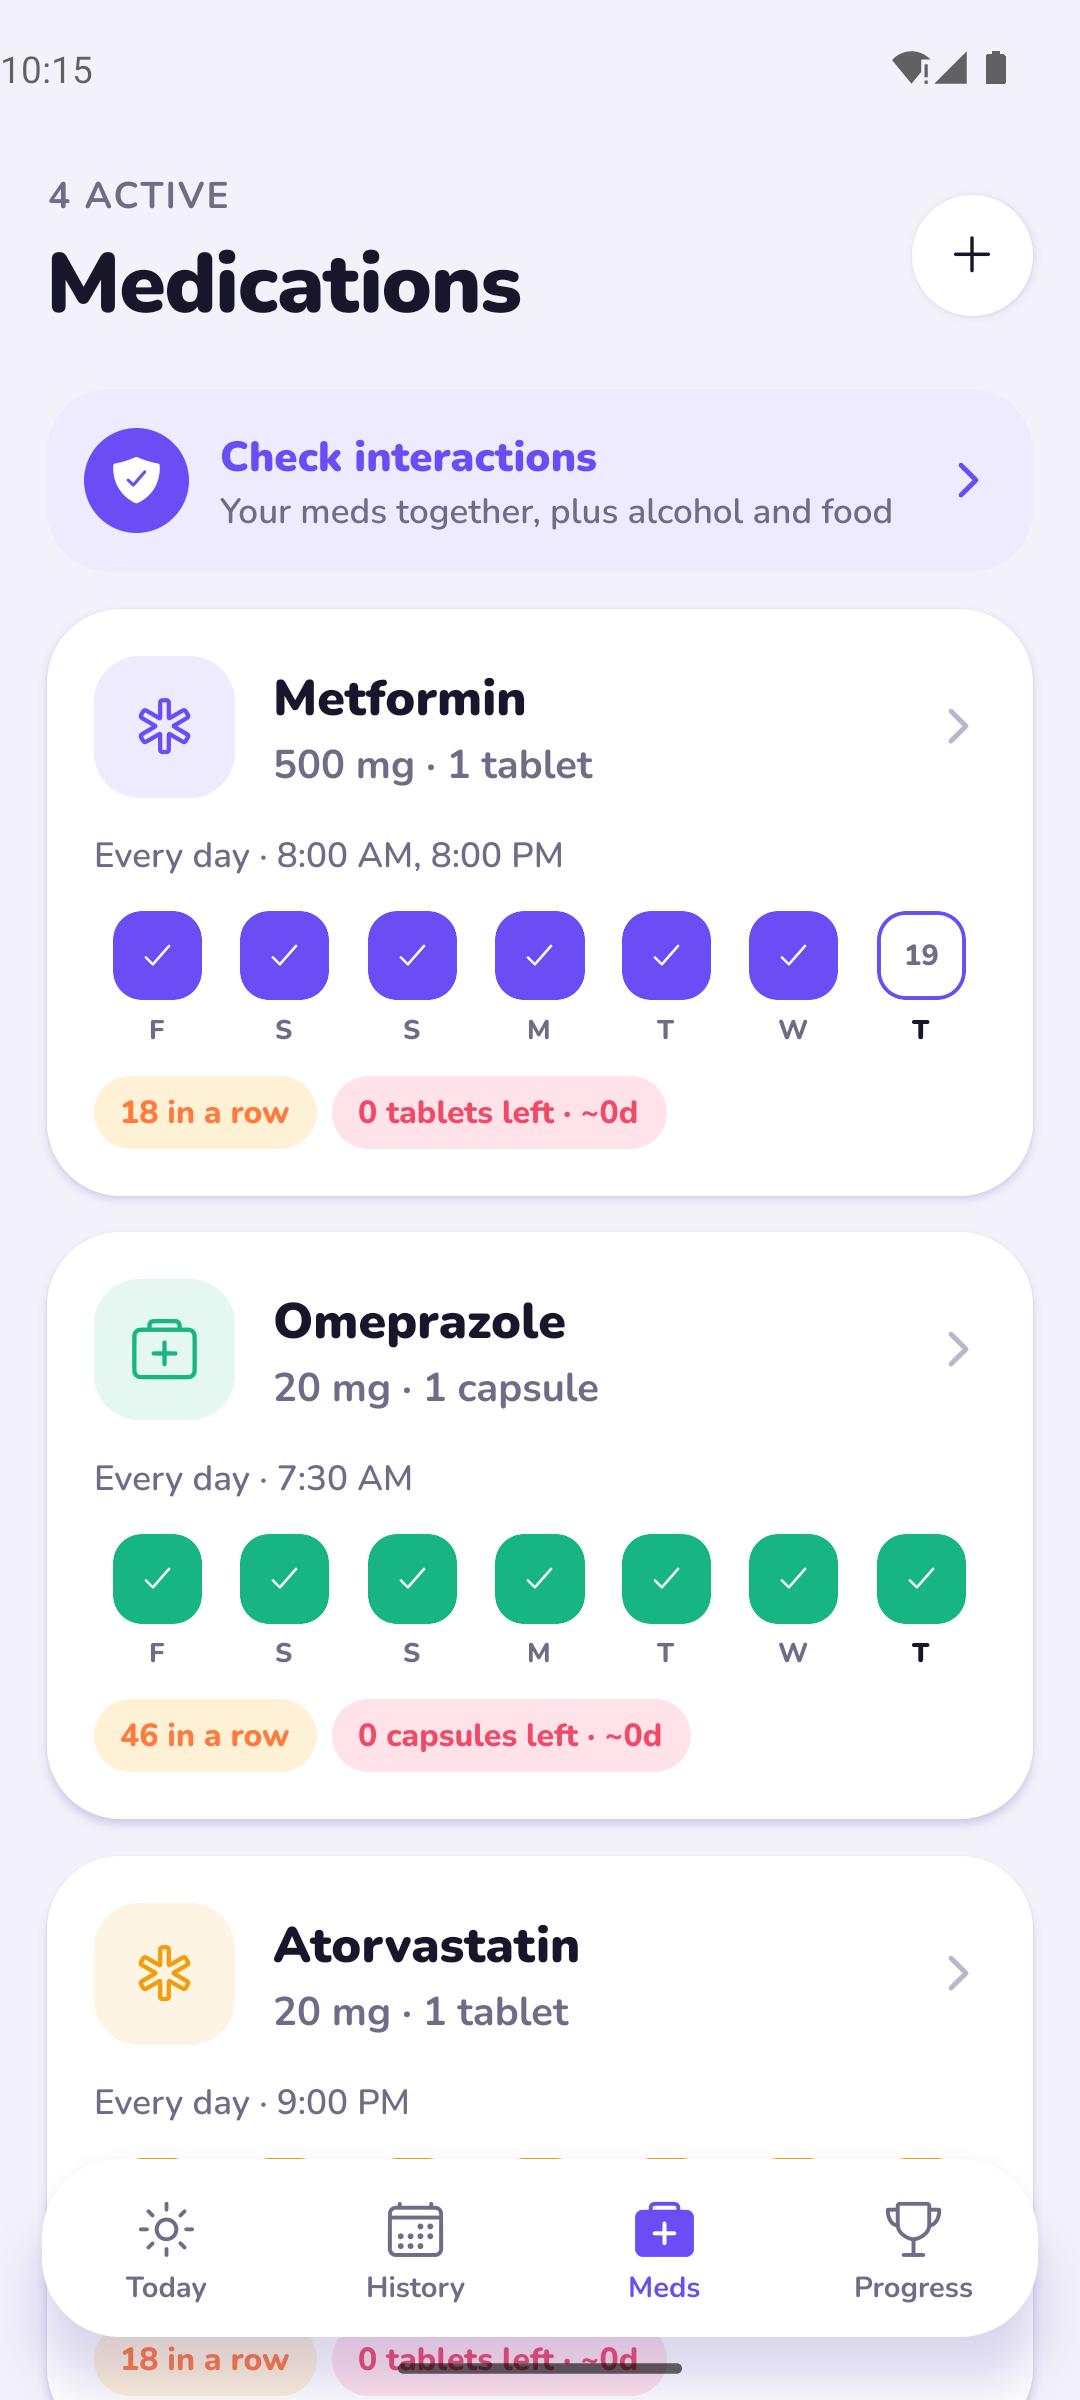 10:15
4 ACTIVE
Medications
Check interactions
Your meds together, plus alcohol and food
Metformin
500 mg · 1 tablet
Every day · 8:00 AM, 8:00 PM
19
F S S M T W T
18 in a row
0 tablets left · ~0d
Omeprazole
20 mg · 1 capsule
Every day · 7:30 AM
F S S M T W T
46 in a row
0 capsules left · ~0d
Atorvastatin
20 mg · 1 tablet
Every day · 9:00 PM
Today History Meds Progress
18 in a row
0 tablets left · ~0d